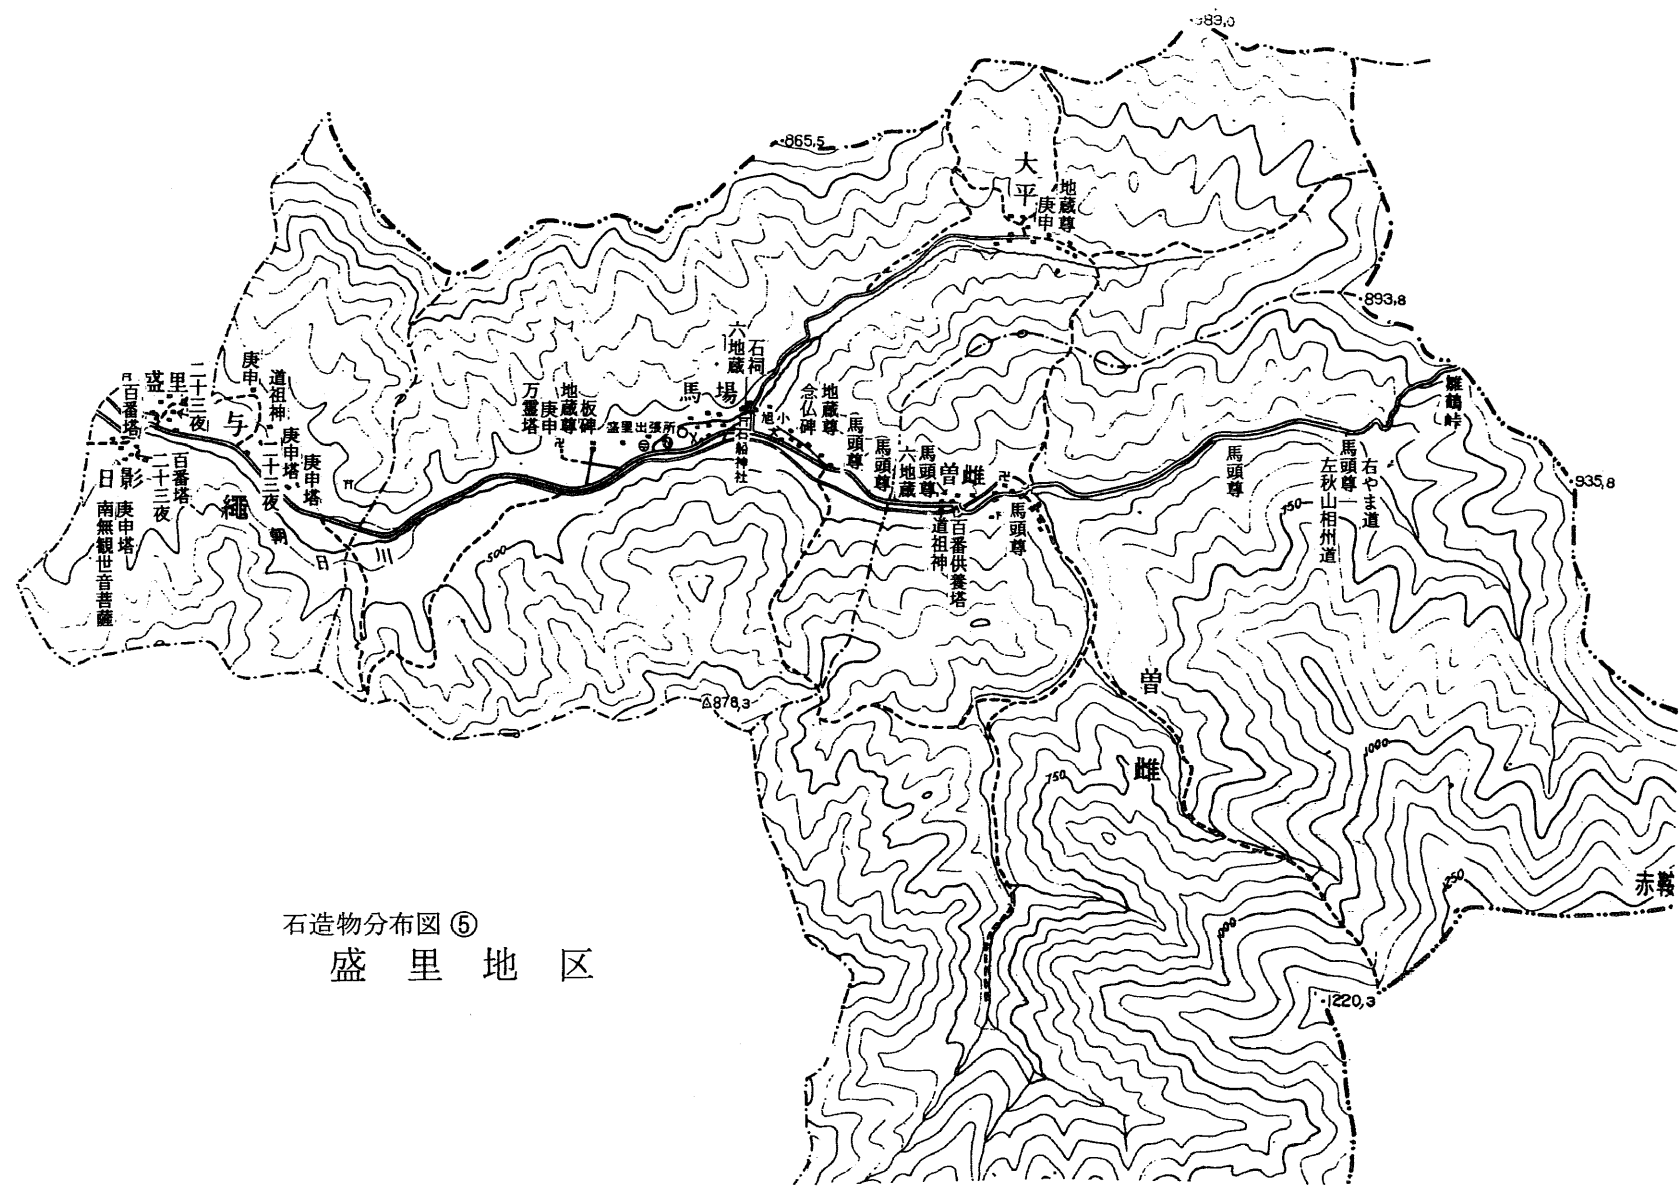 983,0
865,5
大平
地蔵尊
庚申
893,8
雛鶴峠
935,8
六地蔵
石祠
馬場
石船神社
盛里出張所
旭小
念仏碑
地蔵尊
馬頭尊
馬頭尊
六地蔵
馬頭尊
曽雌
馬頭尊
道祖神
百番供養塔
馬頭尊
馬頭尊
右やま道
左秋山相州道
750
万霊塔
庚申
地蔵尊
板碑
庚申
道祖神
二十三夜
盛里
百番塔
与縄
庚申塔
二十三夜
庚申塔
百番塔
二十三夜
日影
庚申塔
南無観世音菩薩
朝日川
500
878,3
曽雌
750
1000
1250
1000
赤鞍
1220,3
石造物分布図⑤
盛里地区